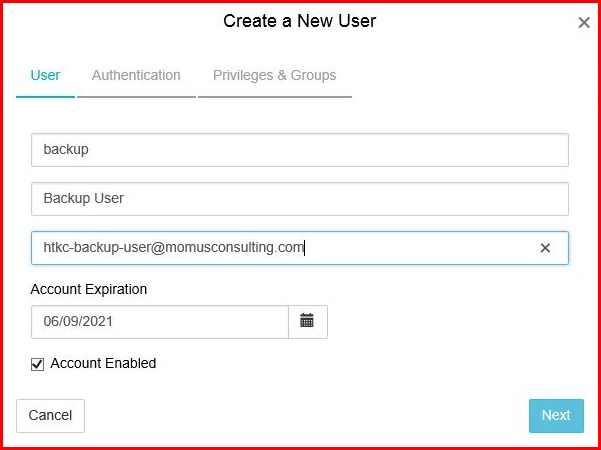 Create a New User
User Authentication Privileges & Groups
backup
Backup User
htkc-backup-user@momusconsulting.com
Account Expiration
06/09/2021
Account Enabled
Cancel Next